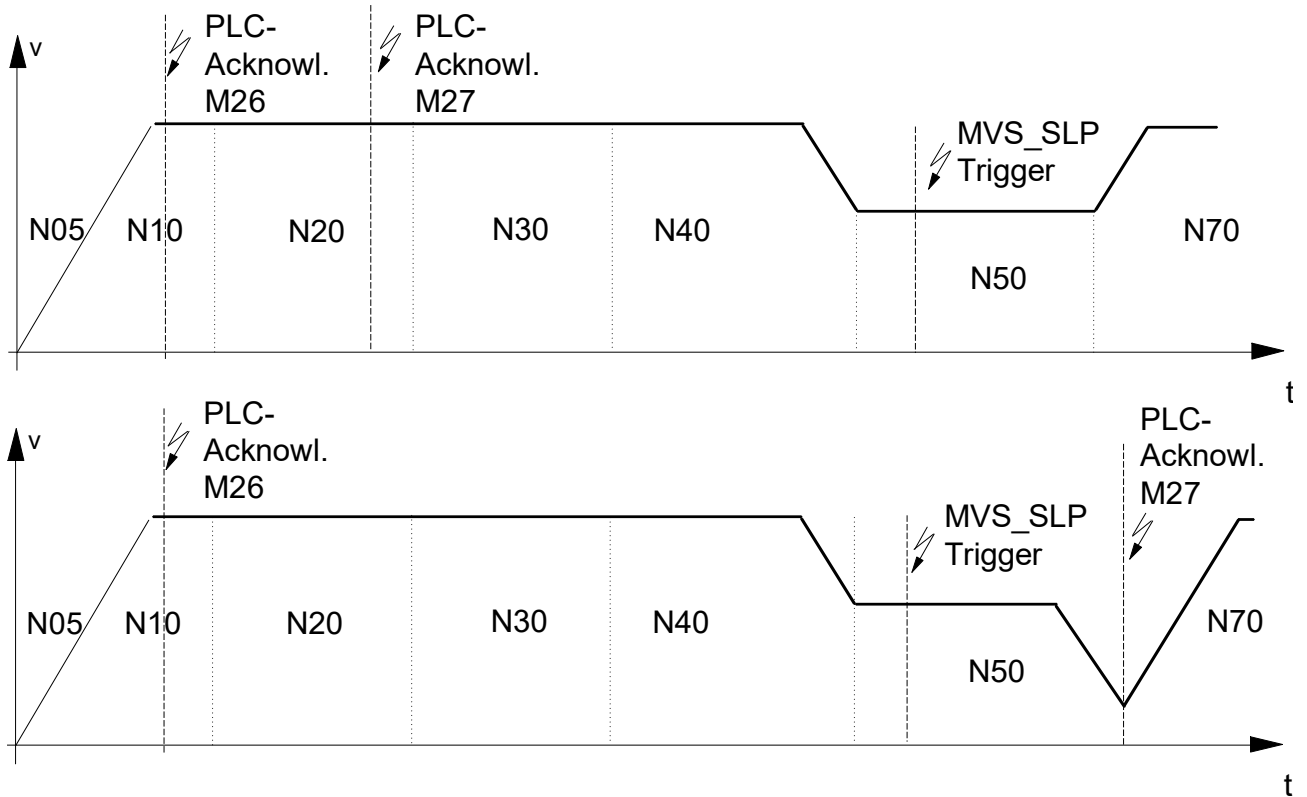 v
PLC-
Acknowl.
M26
PLC-
Acknowl.
M27
MVS_SLP
Trigger
N05
N10
N20
N30
N40
N50
N70
t
v
PLC-
Acknowl.
M26
MVS_SLP
Trigger
PLC-
Acknowl.
M27
N05
N10
N20
N30
N40
N50
N70
t